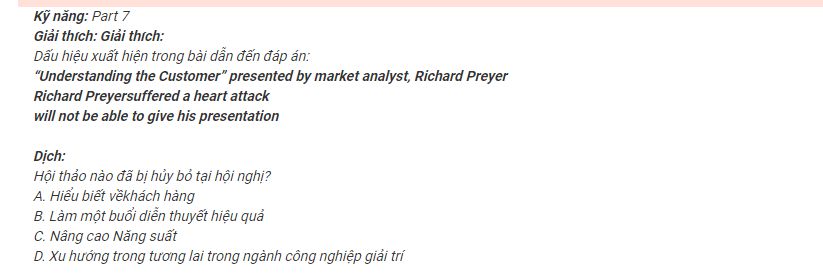 Kỹ năng: Part 7
Giải thích: Giải thích:
Dấu hiệu xuất hiện trong bài dẫn đến đáp án:
“Understanding the Customer” presented by market analyst, Richard Preyer
Richard Preyersuffered a heart attack
will not be able to give his presentation
Dịch:
Hội thảo nào đã bị hủy bỏ tại hội nghị?
A. Hiểu biết vềkhách hàng
B. Làm một buổi diễn thuyết hiệu quả
C. Nâng cao Năng suất
D. Xu hướng trong tương lai trong ngành công nghiệp giải trí